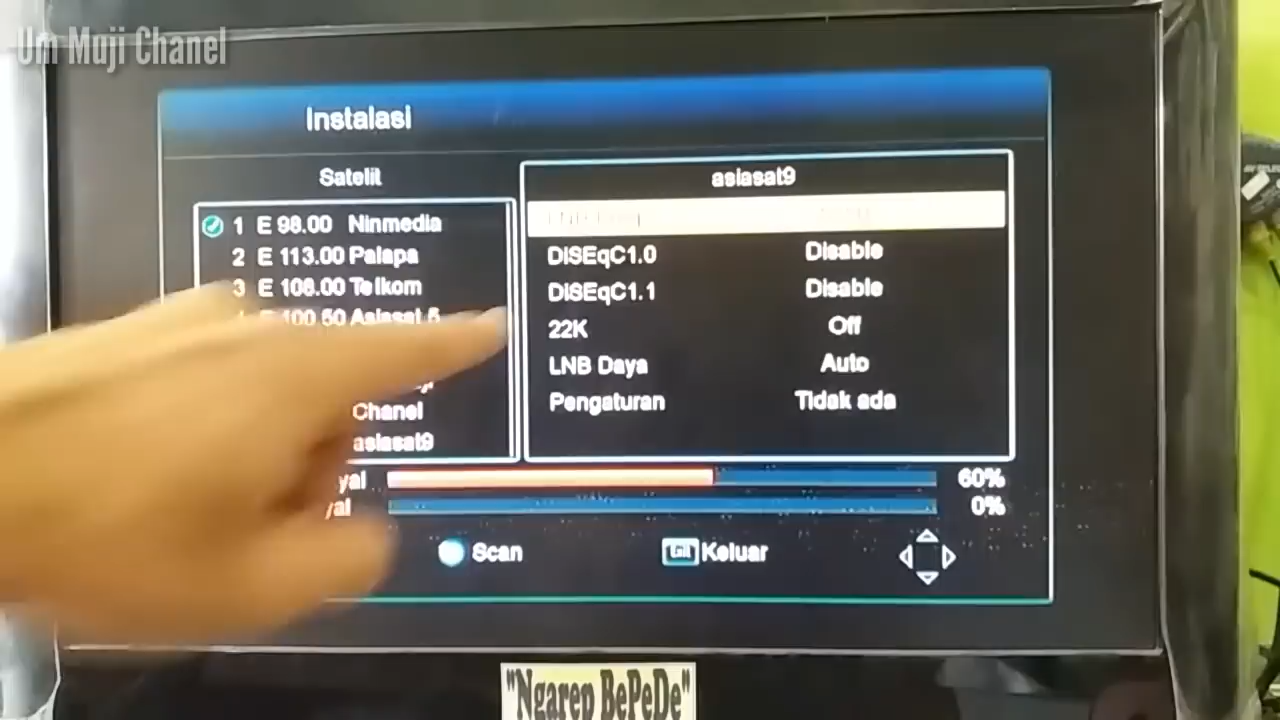 Um Muji Chanel
Instalasi
Satelit
1 E 98.00 Ninmedia
2 E 113.00 Palapa
3 E 108.00 Telkom
E 100.50 Asiasat 5
Chanel
asiasat9
asiasat9
DiSEqC1.0 Disable
DiSEqC1.1 Disable
22K Off
LNB Daya Auto
Pengaturan Tidak ada
60%
0%
Scan
Exit Keluar
"Ngarep BePeDe"